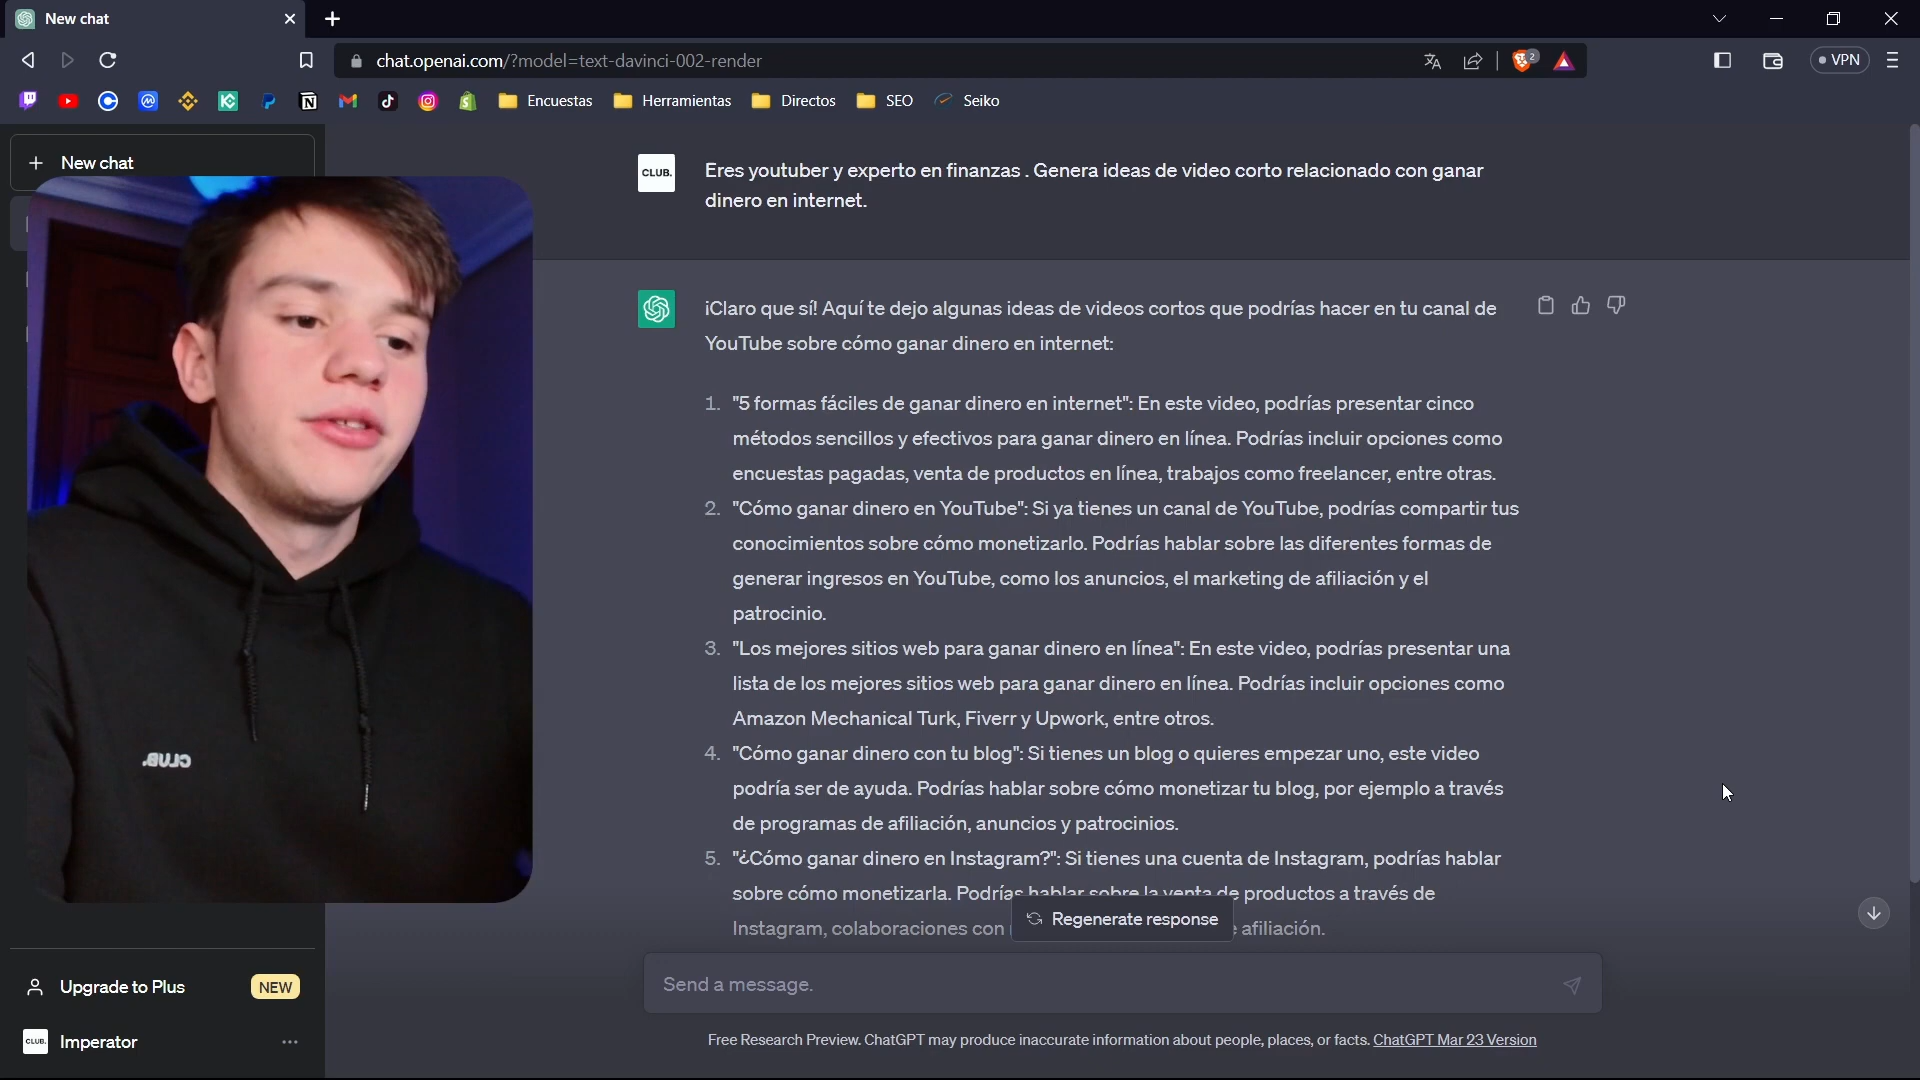 New chat
chat.openai.com/?model=text-davinci-002-render
2
VPN
Encuestas
Herramientas
Directos
SEO
Seiko
New chat
CLUB.
Eres youtuber y experto en finanzas . Genera ideas de video corto relacionado con ganar
dinero en internet.
¡Claro que sí! Aquí te dejo algunas ideas de videos cortos que podrías hacer en tu canal de
YouTube sobre cómo ganar dinero en internet:
1. "5 formas fáciles de ganar dinero en internet": En este video, podrías presentar cinco
métodos sencillos y efectivos para ganar dinero en línea. Podrías incluir opciones como
encuestas pagadas, venta de productos en línea, trabajos como freelancer, entre otras.
2. "Cómo ganar dinero en YouTube": Si ya tienes un canal de YouTube, podrías compartir tus
conocimientos sobre cómo monetizarlo. Podrías hablar sobre las diferentes formas de
generar ingresos en YouTube, como los anuncios, el marketing de afiliación y el
patrocinio.
3. "Los mejores sitios web para ganar dinero en línea": En este video, podrías presentar una
lista de los mejores sitios web para ganar dinero en línea. Podrías incluir opciones como
Amazon Mechanical Turk, Fiverr y Upwork, entre otros.
4. "Cómo ganar dinero con tu blog": Si tienes un blog o quieres empezar uno, este video
podría ser de ayuda. Podrías hablar sobre cómo monetizar tu blog, por ejemplo a través
de programas de afiliación, anuncios y patrocinios.
5. "¿Cómo ganar dinero en Instagram?": Si tienes una cuenta de Instagram, podrías hablar
sobre cómo monetizarla. Podrías hablar sobre la venta de productos a través de
Instagram, colaboraciones con afiliación.
Regenerate response
Send a message.
Free Research Preview. ChatGPT may produce inaccurate information about people, places, or facts. ChatGPT Mar 23 Version
CLUB.
Upgrade to Plus
NEW
CLUB.
Imperator